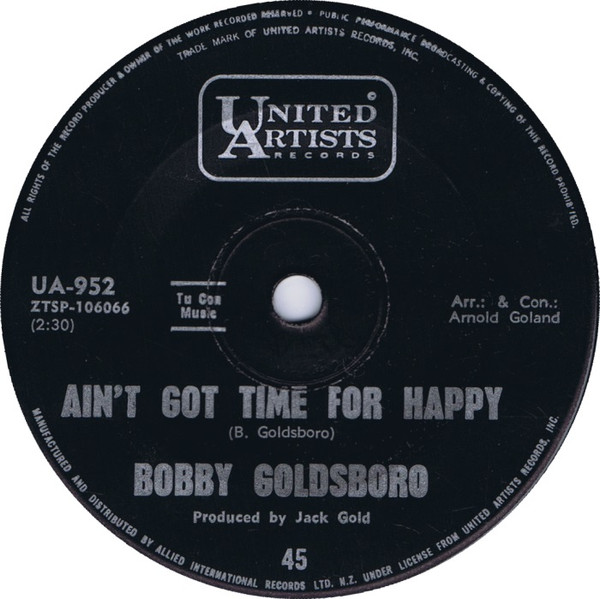 ALL RIGHTS OF THE RECORD PRODUCER & OWNER OF THE WORK RECORDED RESERVED • PUBLIC PERFORMANCE BROADCASTING & COPYING OF THIS RECORD PROHIB'TED.
TRADE MARK OF UNITED ARTISTS RECORDS, INC.
©
UNITED
ARTISTS
RECORDS
UA-952
ZTSP-106066
(2:30)
Tu Con
Music
Arr.: & Con.:
Arnold Goland
AIN'T GOT TIME FOR HAPPY
(B. Goldsboro)
BOBBY GOLDSBORO
Produced by Jack Gold
45
MANUFACTURED AND DISTRIBUTED BY ALLIED INTERNATIONAL RECORDS LTD. N.Z. UNDER LICENSE FROM UNITED ARTISTS RECORDS, INC.